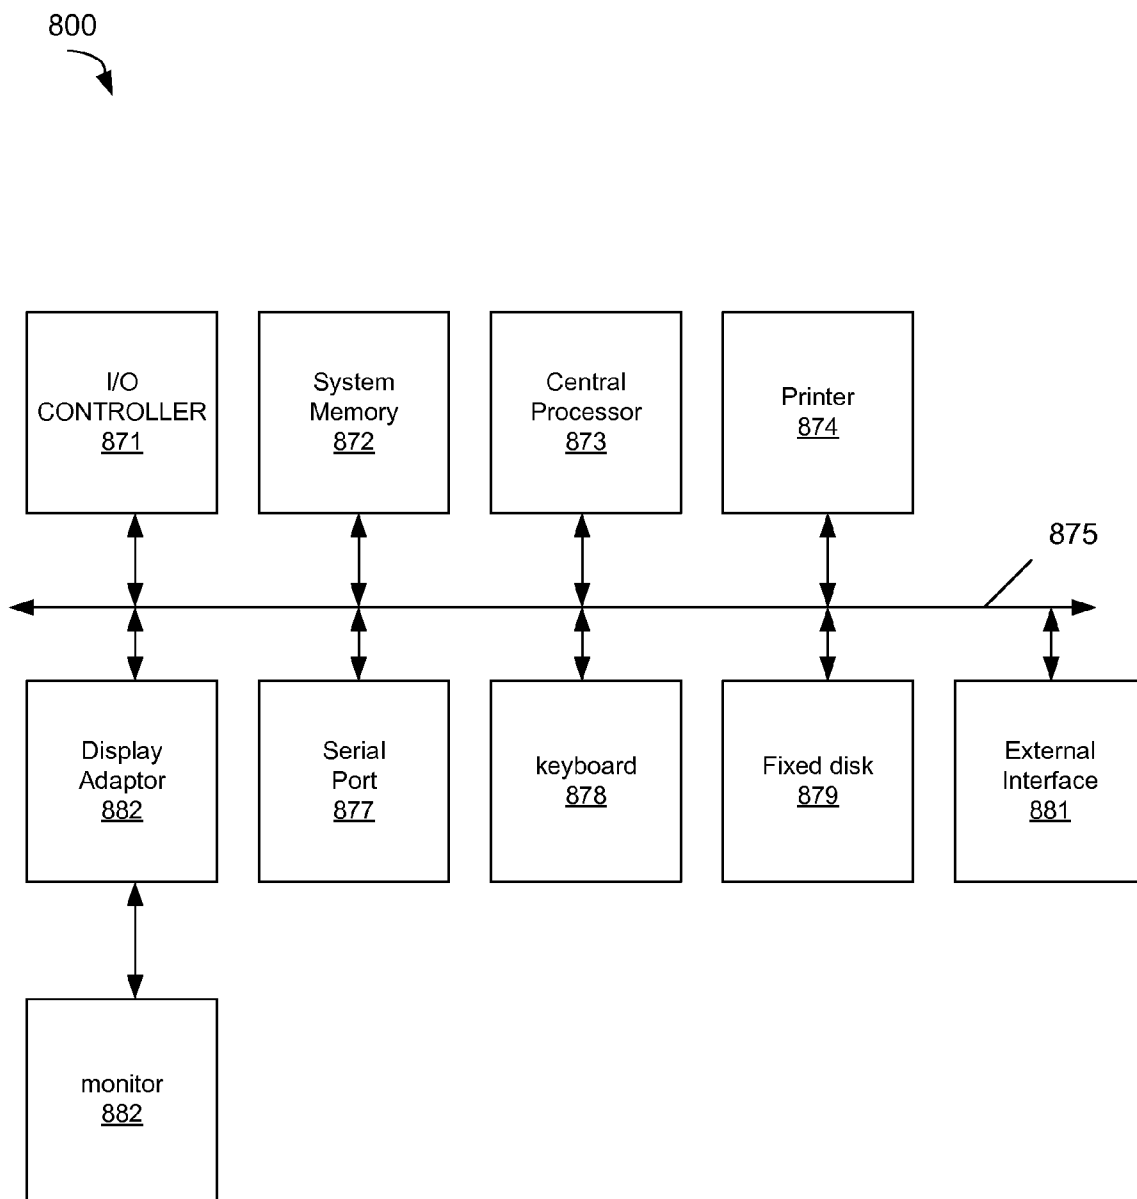 800
I/O
CONTROLLER
871
System
Memory
872
Central
Processor
873
Printer
874
875
Display
Adaptor
882
Serial
Port
877
keyboard
878
Fixed disk
879
External
Interface
881
monitor
882